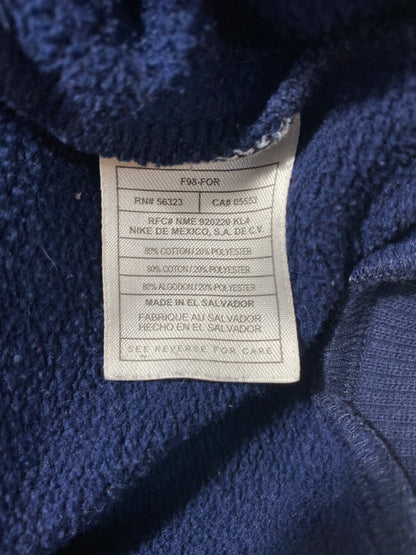 F98-FOR
RN# 56323 CA# 05553
RFC# NME 920220 KL#
NIKE DE MEXICO, S.A. DE C.V.
80% COTTON / 20% POLYESTER
80% COTON / 20% POLYESTER
80% ALGODON / 20% POLIESTER
MADE IN EL SALVADOR
FABRIQUE AU SALVADOR
HECHO EN EL SALVADOR
SEE REVERSE FOR CARE